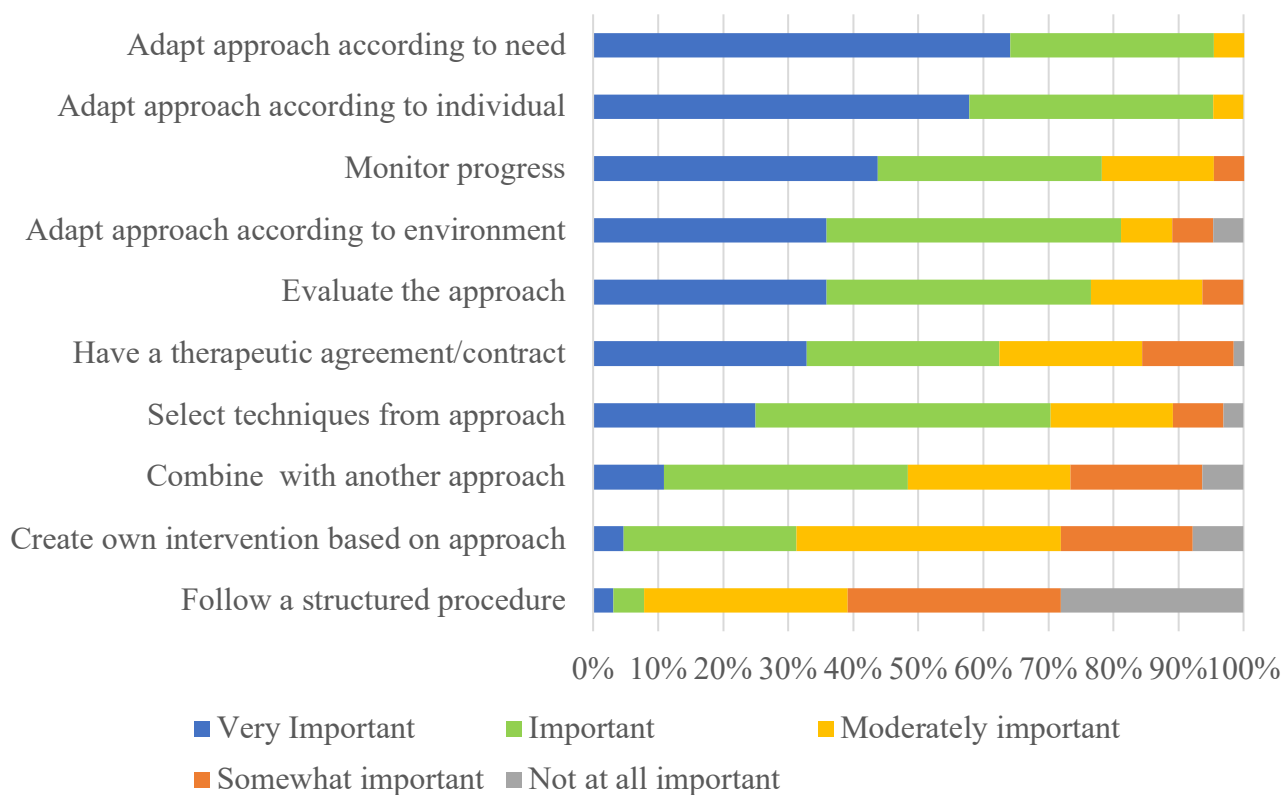 Adapt approach according to need
Adapt approach according to individual
Monitor progress
Adapt approach according to environment
Evaluate the approach
Have a therapeutic agreement/contract
Select techniques from approach
Combine  with another approach
Create own intervention based on approach
Follow a structured procedure
0% 10% 20% 30% 40% 50% 60% 70% 80% 90% 100%
Very Important Important Moderately important
Somewhat important Not at all important